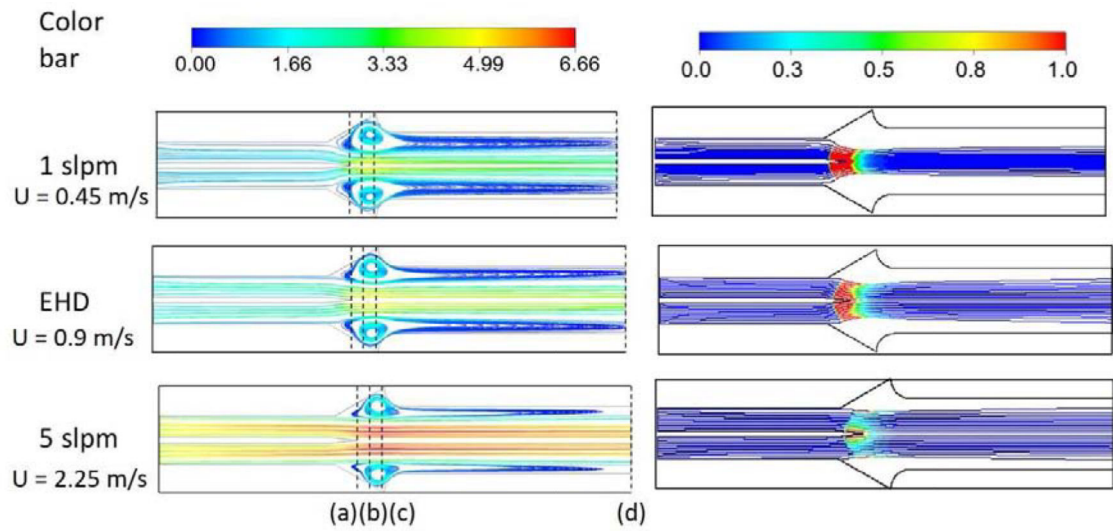 Color
bar
0.00 1.66 3.33 4.99 6.66
0.0 0.3 0.5 0.8 1.0
1 slpm
U = 0.45 m/s
EHD
U = 0.9 m/s
5 slpm
U = 2.25 m/s
(a)(b)(c) (d)